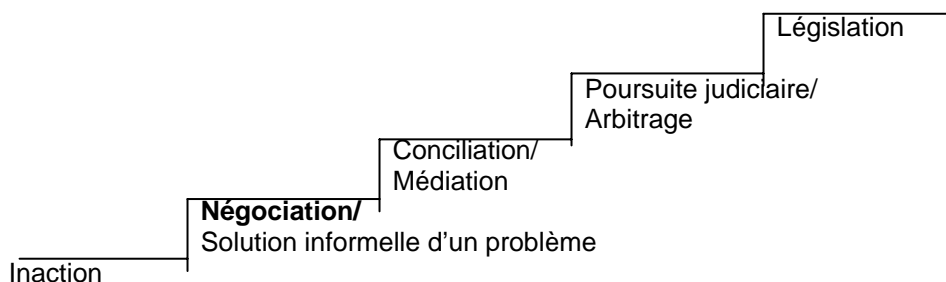 Législation
Poursuite judiciaire/
Arbitrage
Conciliation/
Médiation
Négociation/
Solution informelle d’un problème
Inaction